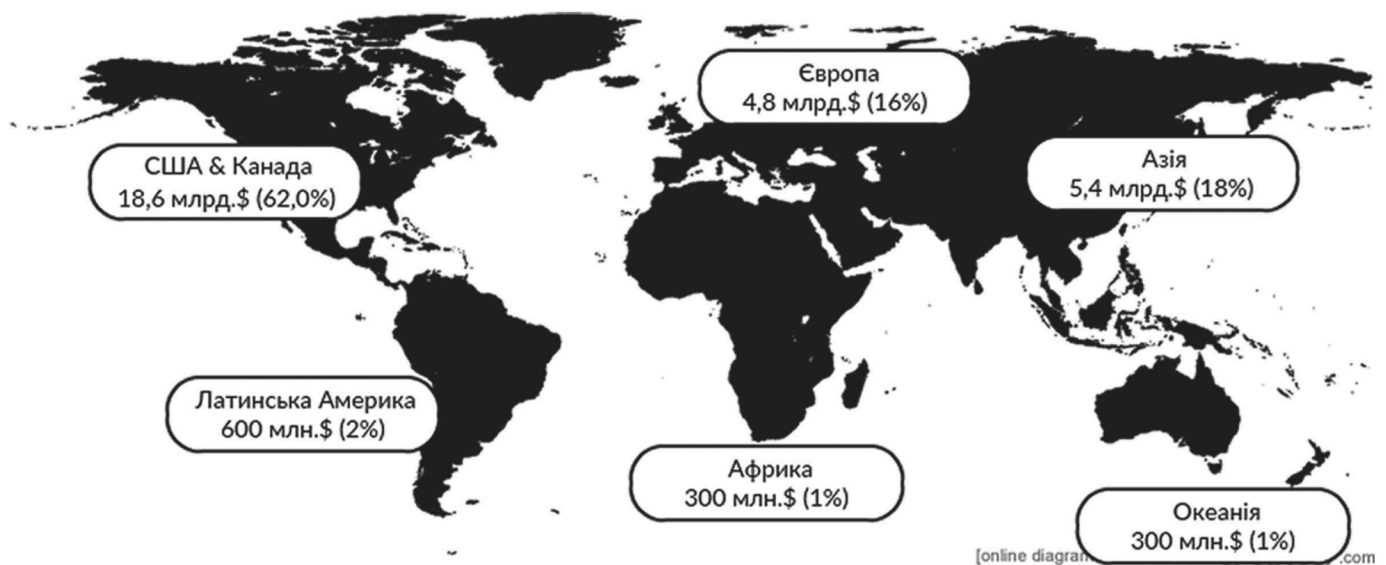 Європа
4,8 млрд.$ (16%)
США & Канада
18,6 млрд.$ (62,0%)
Азія
5,4 млрд.$ (18%)
Латинська Америка
600 млн.$ (2%)
Африка
300 млн.$ (1%)
Океанія
300 млн.$ (1%)
[online .com